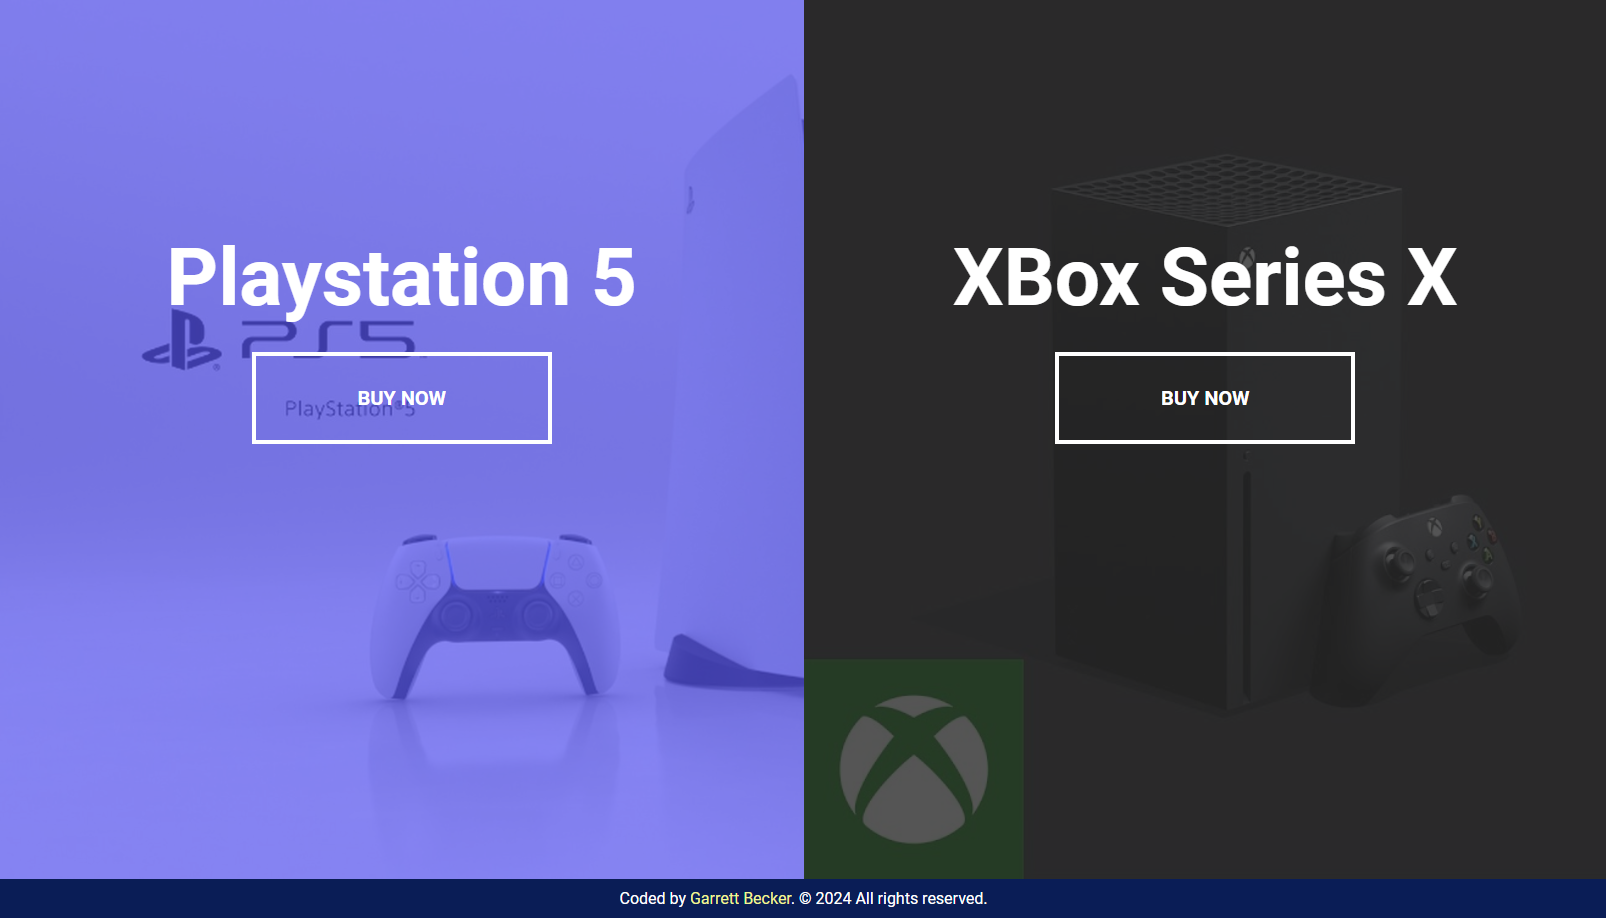 Playstation 5
PS5
BUY NOW
PlayStation®5
XBox Series X
BUY NOW
Coded by Garrett Becker. © 2024 All rights reserved.